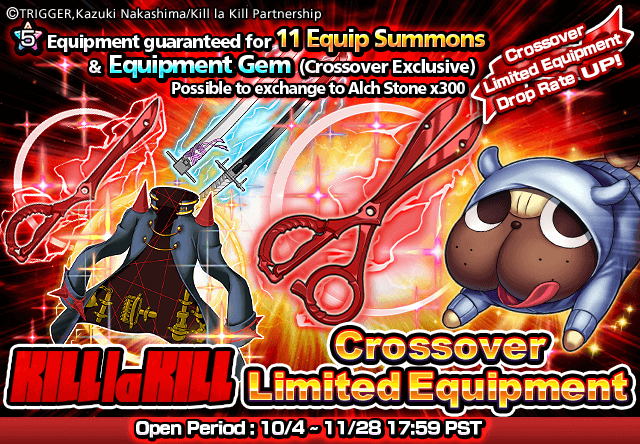 ©TRIGGER,Kazuki Nakashima/Kill la Kill Partnership
5 Equipment guaranteed for 11 Equip Summons
& Equipment Gem (Crossover Exclusive)
Possible to exchange to Alch Stone x300
Crossover
Limited Equipment
Drop Rate UP!
KILL la KILL
Crossover
Limited Equipment
Open Period : 10/4 ~ 11/28 17:59 PST